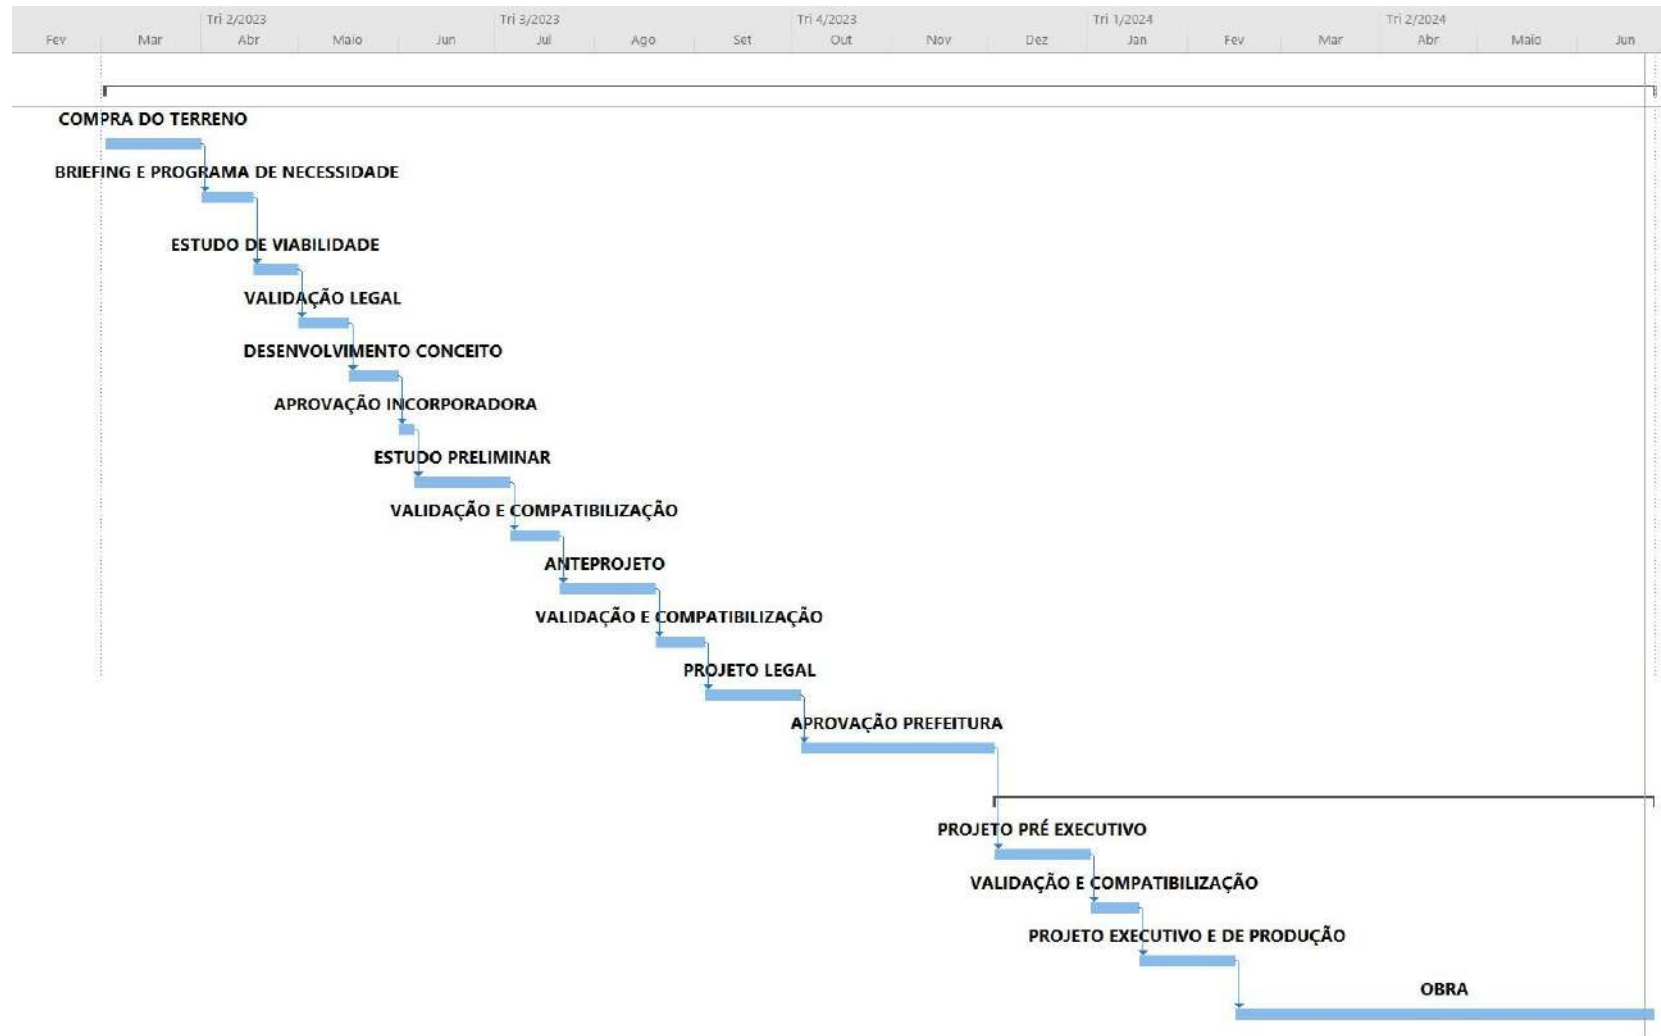 Tri 2/2023 Tri 3/2023 Tri 4/2023 Tri 1/2024 Tri 2/2024
Fev Mar Abr Maio Jun Jul Ago Set Out Nov Dez Jan Fev Mar Abr Maio Jun
COMPRA DO TERRENO
BRIEFING E PROGRAMA DE NECESSIDADE
ESTUDO DE VIABILIDADE
VALIDAÇÃO LEGAL
DESENVOLVIMENTO CONCEITO
APROVAÇÃO INCORPORADORA
ESTUDO PRELIMINAR
VALIDAÇÃO E COMPATIBILIZAÇÃO
ANTEPROJETO
VALIDAÇÃO E COMPATIBILIZAÇÃO
PROJETO LEGAL
APROVAÇÃO PREFEITURA
PROJETO PRÉ EXECUTIVO
VALIDAÇÃO E COMPATIBILIZAÇÃO
PROJETO EXECUTIVO E DE PRODUÇÃO
OBRA